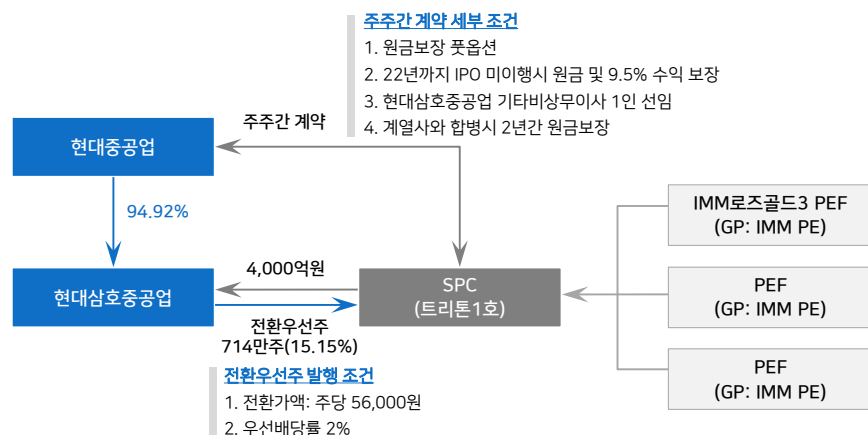 주주간 계약 세부 조건
1. 원금보장 풋옵션
2. 22년까지 IPO 미이행시 원금 및 9.5% 수익 보장
3. 현대삼호중공업 기타비상무이사 1인 선임
4. 계열사와 합병시 2년간 원금보장
주주간 계약
현대중공업
94.92%
현대삼호중공업
4,000억원
전환우선주
714만주(15.15%)
SPC
(트리톤1호)
IMM로즈골드3 PEF
(GP: IMM PE)
PEF
(GP: IMM PE)
PEF
(GP: IMM PE)
전환우선주 발행 조건
1. 전환가액: 주당 56,000원
2. 우선배당률 2%